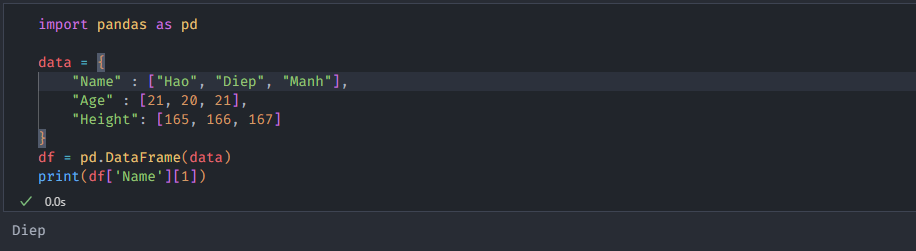 import pandas as pd
data = {
    "Name" : ["Hao", "Diep", "Manh"],
    "Age" : [21, 20, 21],
    "Height": [165, 166, 167]
}
df = pd.DataFrame(data)
print(df['Name'][1])
✓ 0.0s
Diep